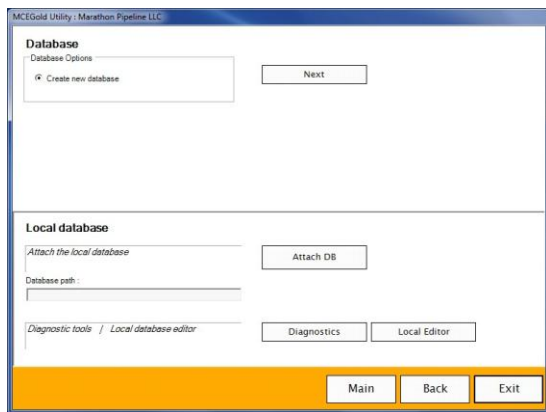 MCEGold Utility : Marathon Pipeline LLC
Database
Database Options
Create new database
Next
Local database
Attach the local database
Attach DB
Database path :
Diagnostic tools / Local database editor
Diagnostics
Local Editor
Main
Back
Exit